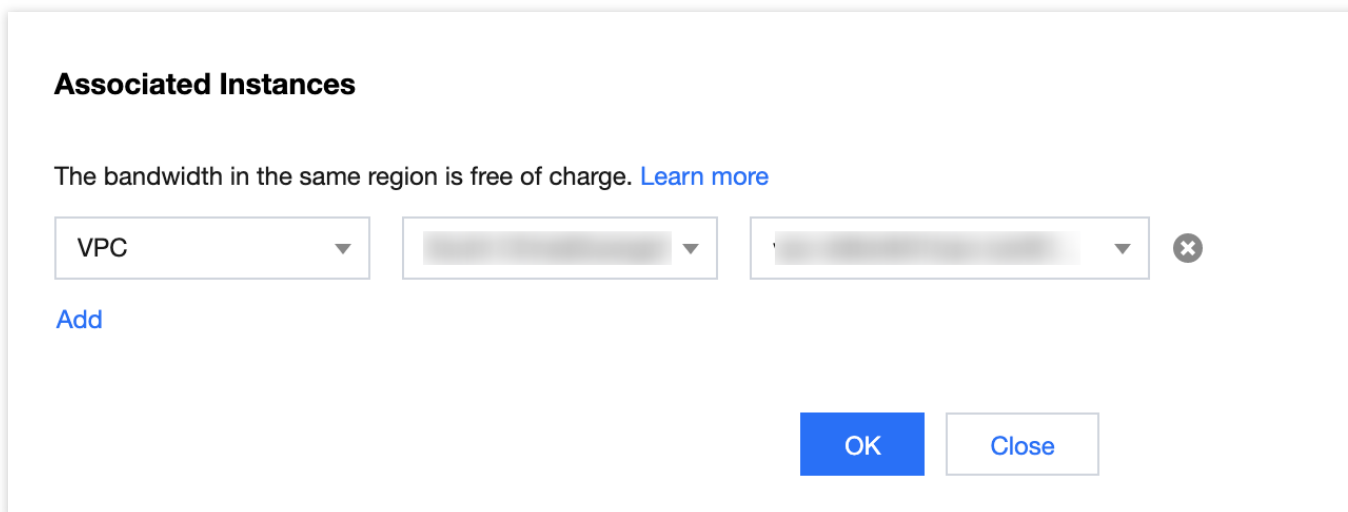 Associated Instances
The bandwidth in the same region is free of charge. Learn more
VPC
Add
OK Close